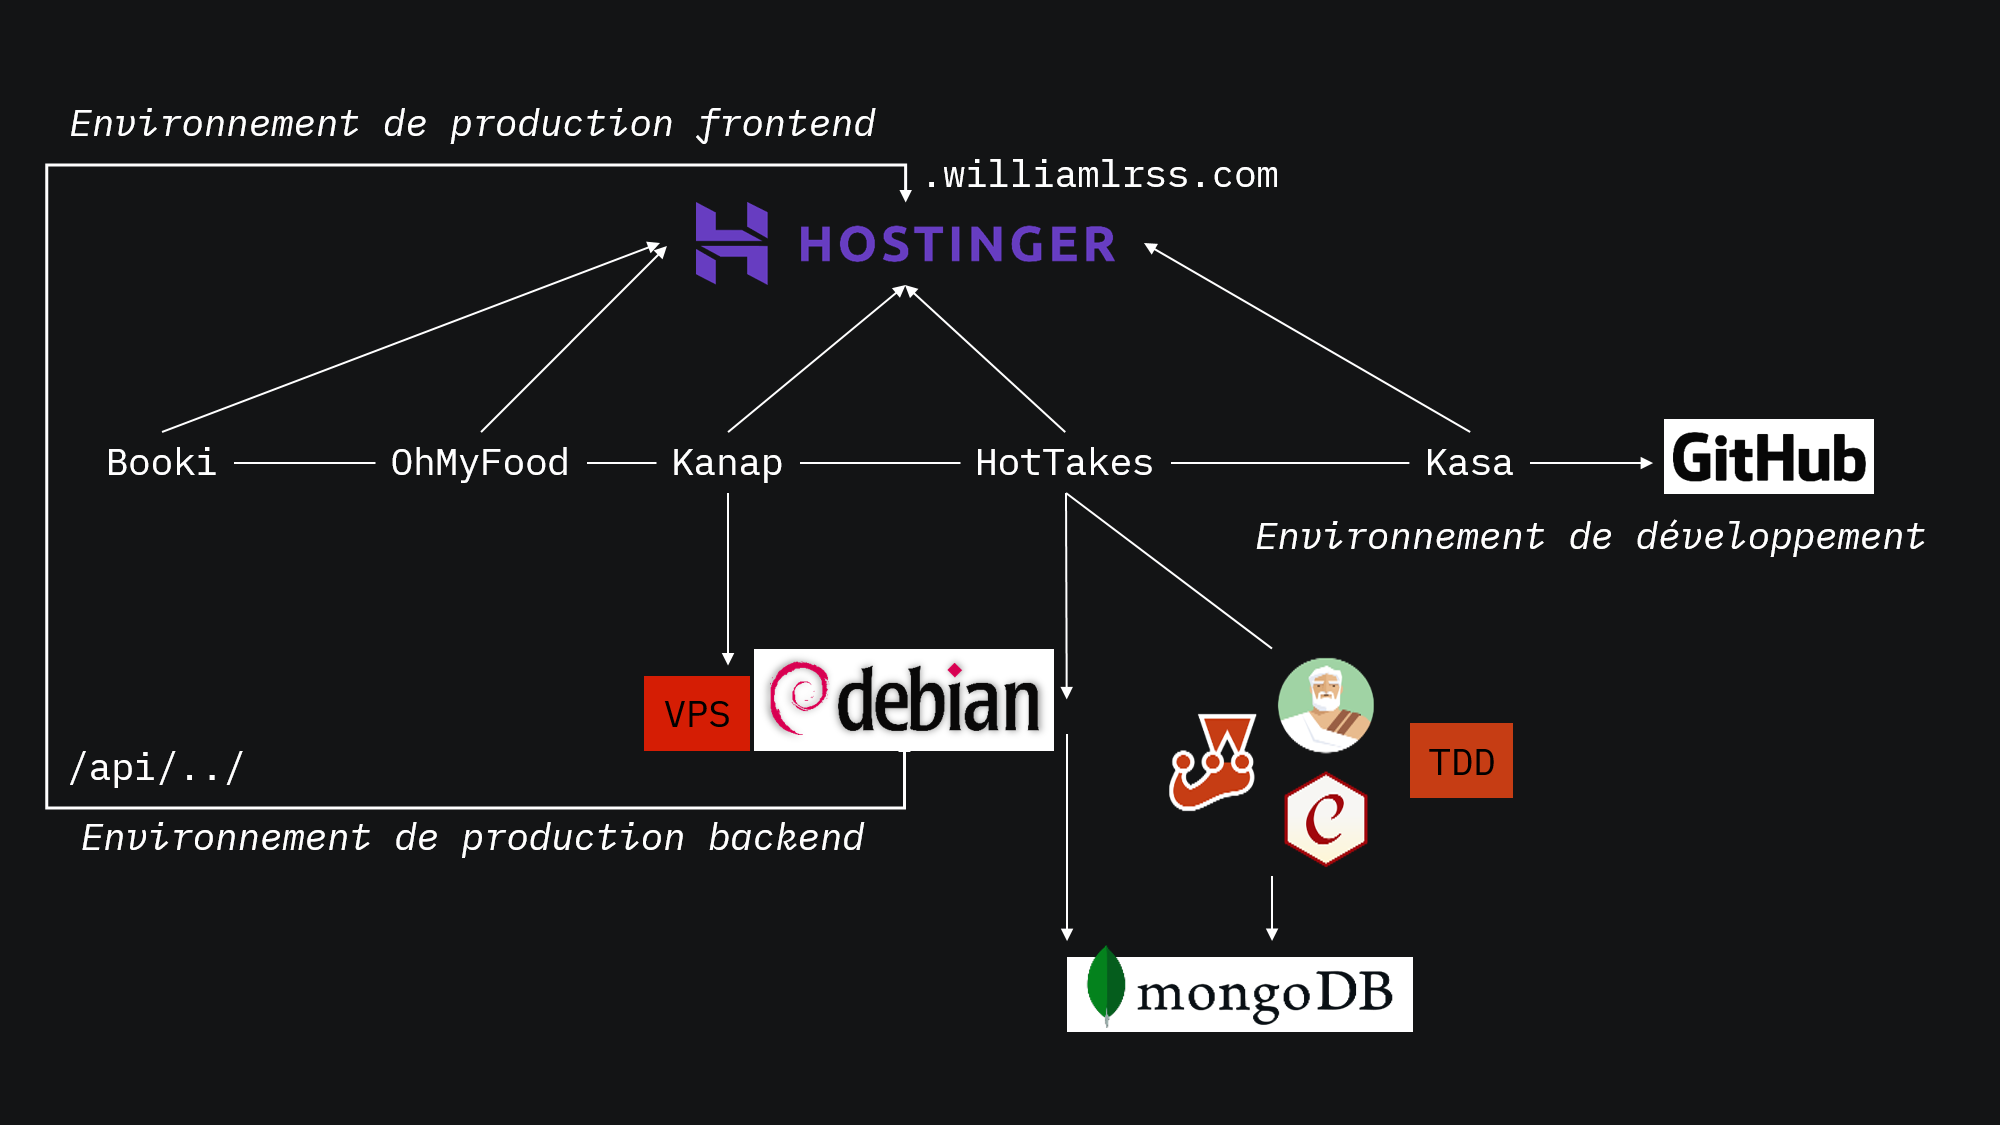 Environnement de production frontend
.williamlrss.com
HOSTINGER
Booki
OhMyFood
Kanap
HotTakes
Kasa
GitHub
Environnement de développement
VPS
debian
TDD
/api/../
C
Environnement de production backend
mongoDB